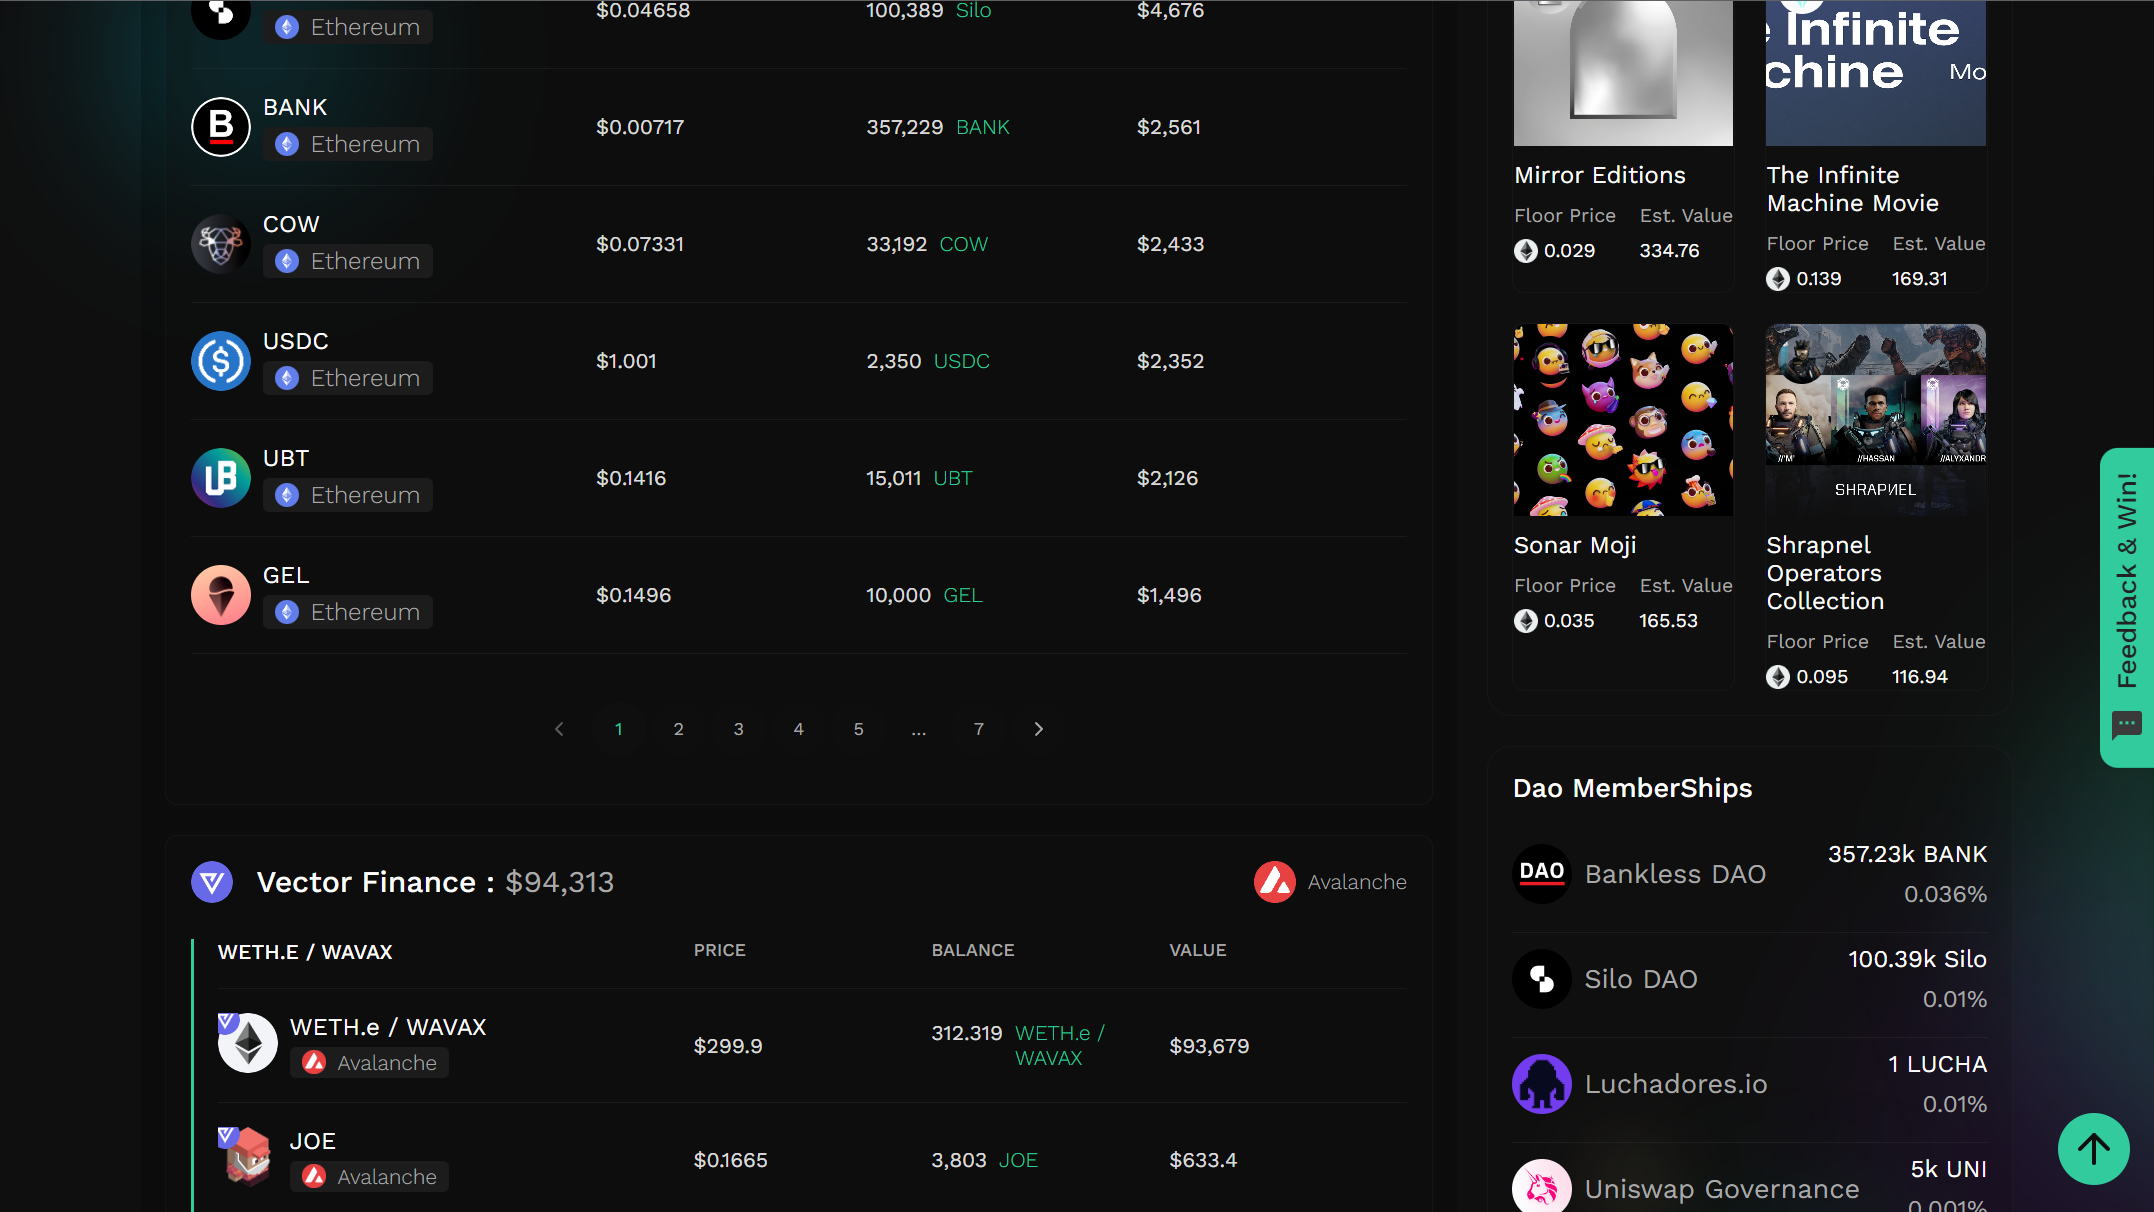 $0.04658
100,389 Silo
$4,676
Ethereum
BANK
Ethereum
$0.00717
357,229 BANK
$2,561
COW
Ethereum
$0.07331
33,192 COW
$2,433
USDC
Ethereum
$1.001
2,350 USDC
$2,352
UBT
Ethereum
$0.1416
15,011 UBT
$2,126
GEL
Ethereum
$0.1496
10,000 GEL
$1,496
1 2 3 4 5 ... 7
Vector Finance : $94,313
Avalanche
WETH.E / WAVAX PRICE BALANCE VALUE
WETH.e / WAVAX
Avalanche
$299.9
312.319 WETH.e /
WAVAX
$93,679
JOE
Avalanche
$0.1665
3,803 JOE
$633.4
Infinite
chine
Mo
Mirror Editions
Floor Price Est. Value
0.029 334.76
The Infinite
Machine Movie
Floor Price Est. Value
0.139 169.31
Sonar Moji
Floor Price Est. Value
0.035 165.53
//'M'
//HASSAN
//ALYXANDR
SHRAPNEL
Shrapnel
Operators
Collection
Floor Price Est. Value
0.095 116.94
Dao MemberShips
DAO
Bankless DAO
357.23k BANK
0.036%
Silo DAO
100.39k Silo
0.01%
Luchadores.io
1 LUCHA
0.01%
Uniswap Governance
5k UNI
0.001%
Feedback & Win!